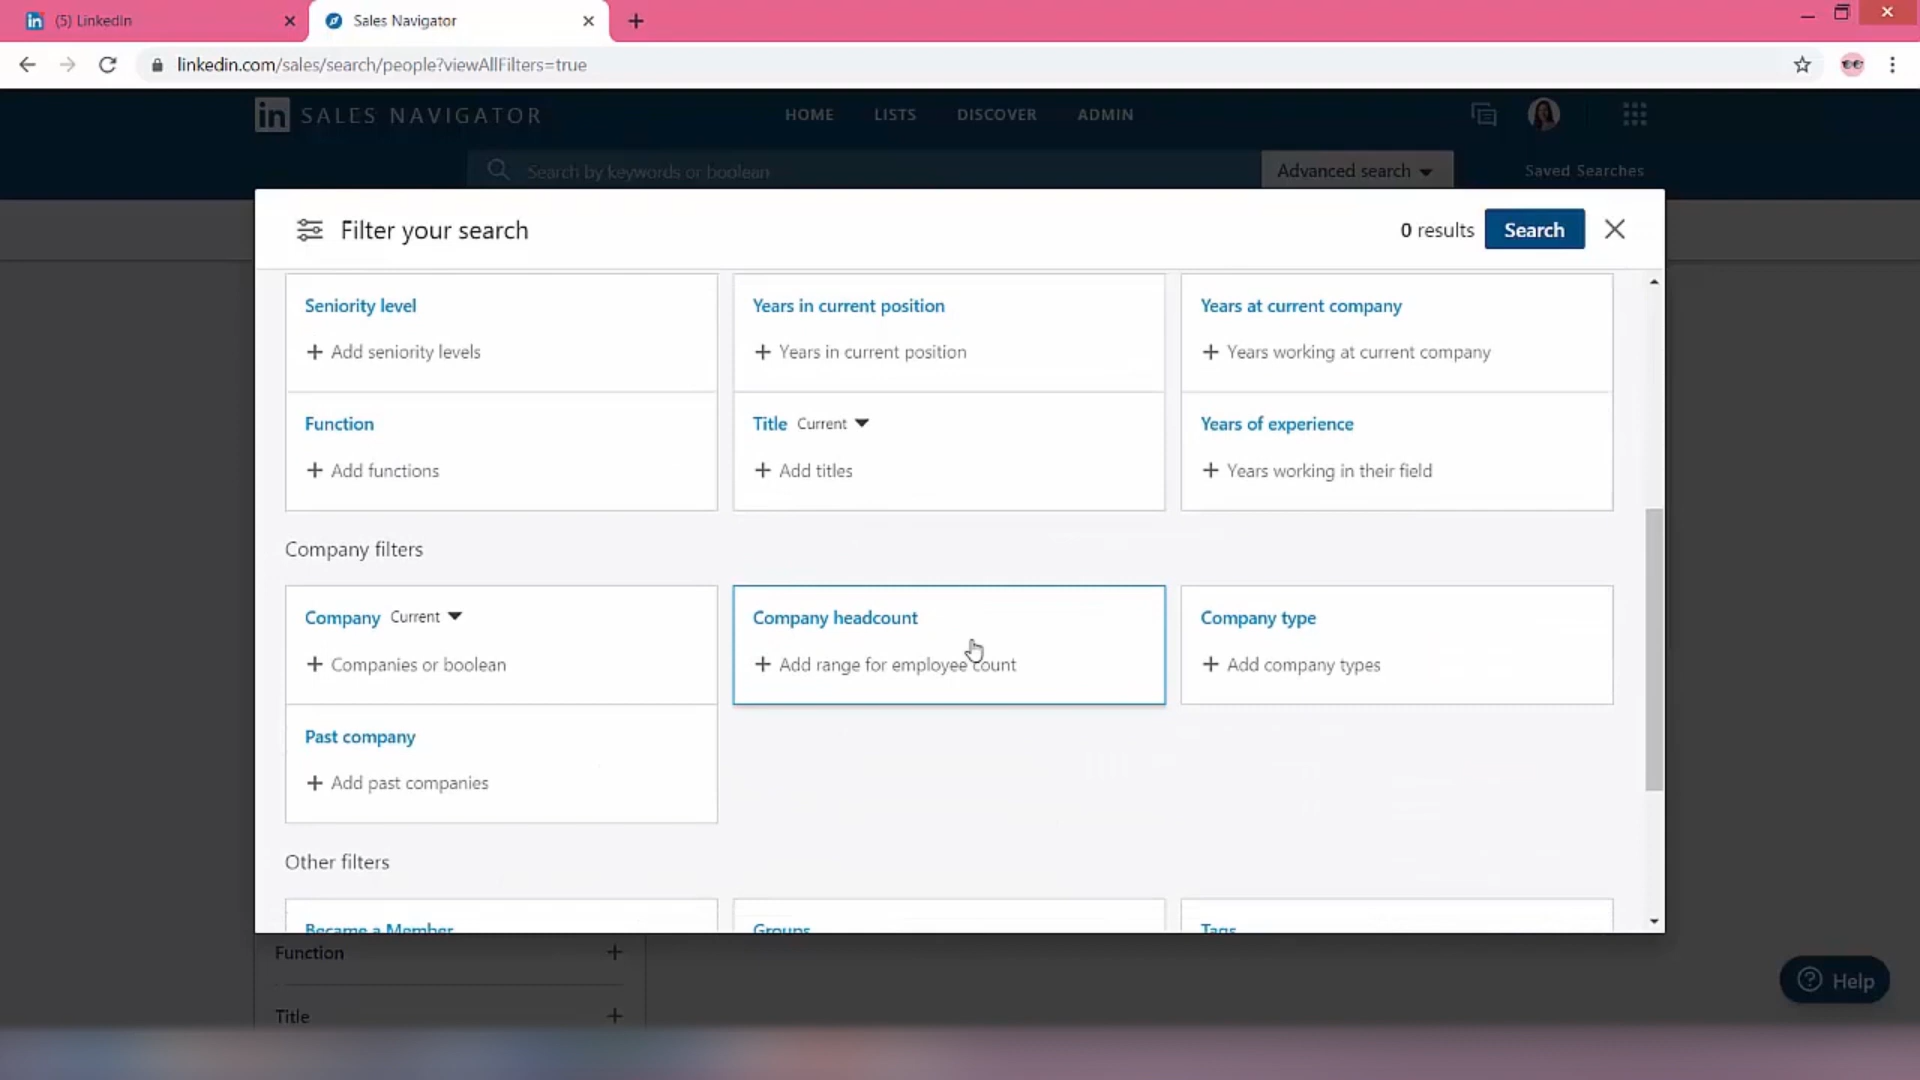 (5) LinkedIn
Sales Navigator
linkedin.com/sales/search/people?viewAllFilters=true
in SALES NAVIGATOR
HOME LISTS DISCOVER ADMIN
Search by keywords or boolean
Advanced search
Saved Searches
Filter your search
0 results Search
Seniority level Years in current position Years at current company
+ Add seniority levels + Years in current position + Years working at current company
Function Title Current Years of experience
+ Add functions + Add titles + Years working in their field
Company filters
Company Current Company headcount Company type
+ Companies or boolean + Add range for employee count + Add company types
Past company
+ Add past companies
Other filters
Became a Member Groups Tags
Function +
Help
Title +